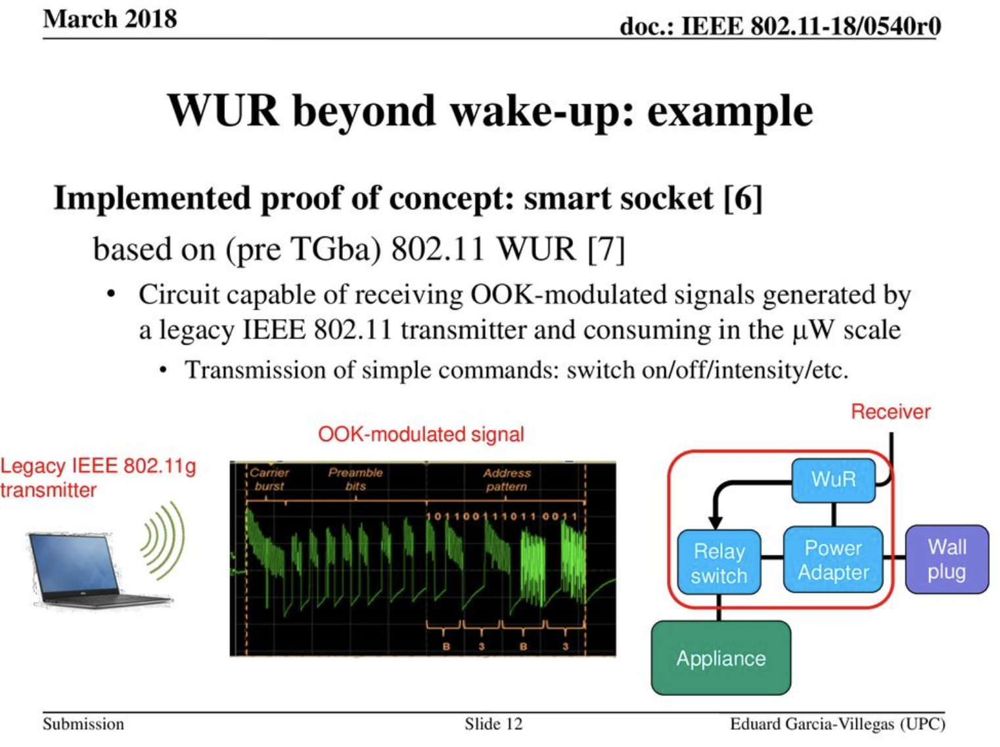 March 2018
doc.: IEEE 802.11-18/0540r0
WUR beyond wake-up: example
Implemented proof of concept: smart socket [6]
based on (pre TGba) 802.11 WUR [7]
• Circuit capable of receiving OOK-modulated signals generated by
a legacy IEEE 802.11 transmitter and consuming in the µW scale
• Transmission of simple commands: switch on/off/intensity/etc.
Legacy IEEE 802.11g
transmitter
OOK-modulated signal
Carrier
burst
Preamble
bits
Address
pattern
1011001110110011
B 3 B 3
Receiver
WuR
Relay
switch
Power
Adapter
Wall
plug
Appliance
Submission
Slide 12
Eduard Garcia-Villegas (UPC)